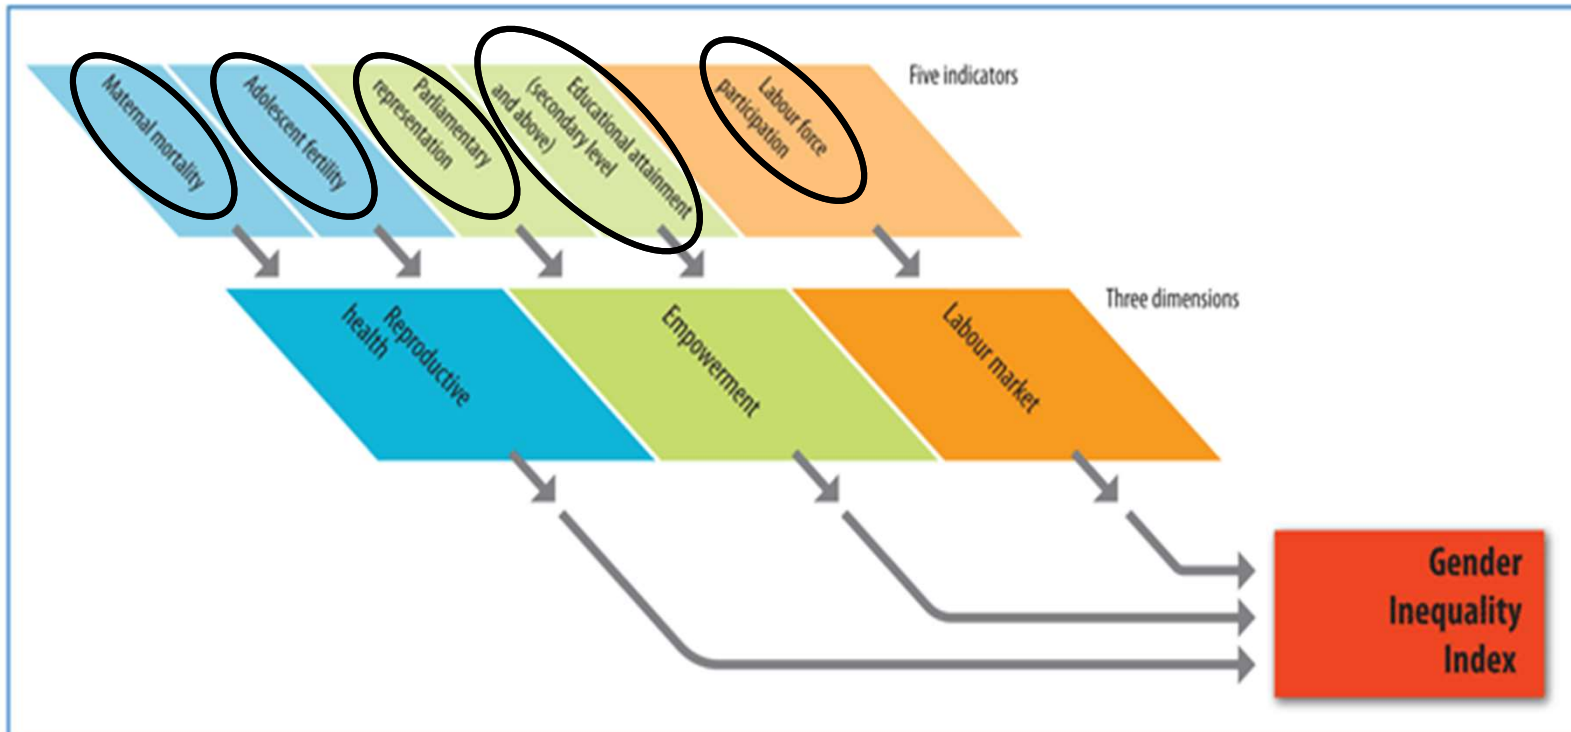 Maternal mortality
Adolescent fertility
Parliamentary
representation
Educational attainment
(secondary level
and above)
Labour force
participation
Five indicators
Reproductive
health
Empowerment
Labour market
Three dimensions
Gender
Inequality
Index